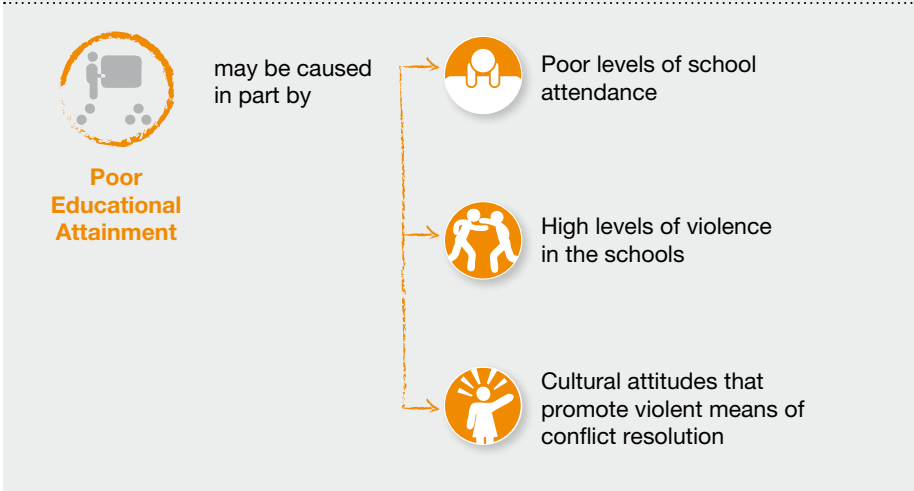 Poor
Educational
Attainment
may be caused
in part by
Poor levels of school
attendance
High levels of violence
in the schools
Cultural attitudes that
promote violent means of
conflict resolution